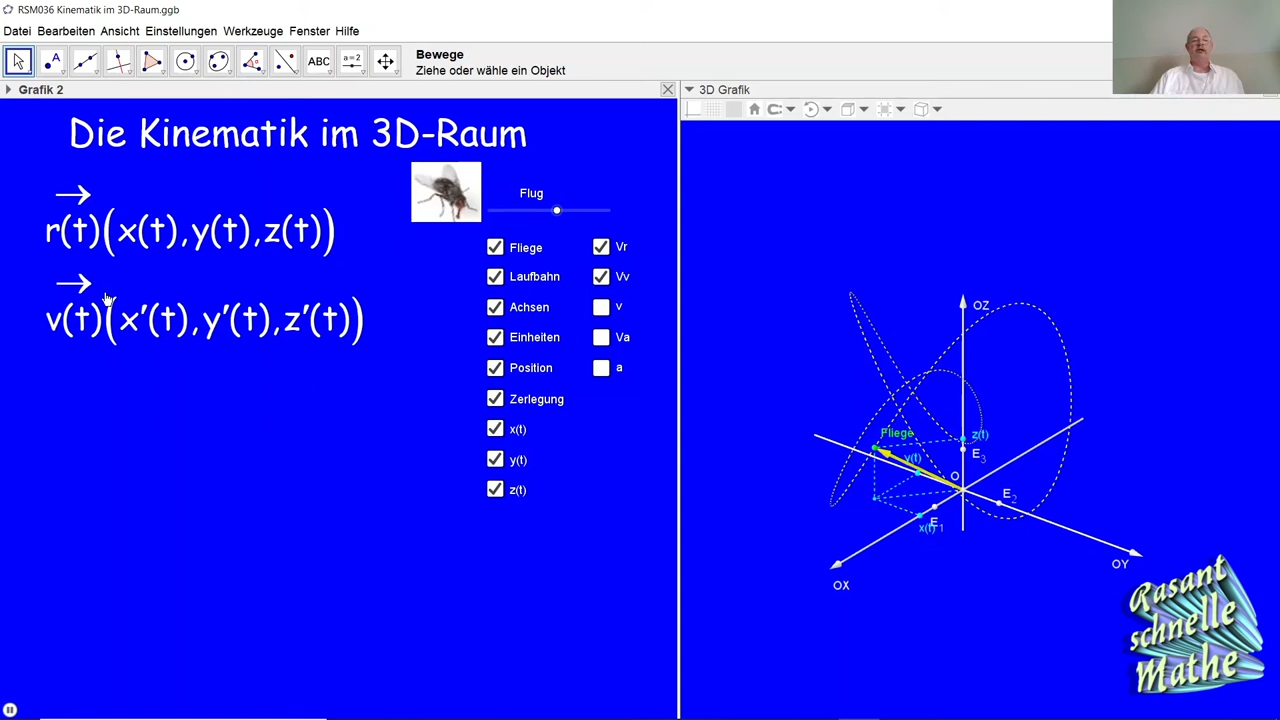 RSM036 Kinematik im 3D-Raum.ggb
Datei Bearbeiten Ansicht Einstellungen Werkzeuge Fenster Hilfe
A
ABC
a=2
Bewege
Ziehe oder wähle ein Objekt
Grafik 2
3D Grafik
Die Kinematik im 3D-Raum
r(t)(x(t),y(t),z(t))
v(t)(x′(t),y′(t),z′(t))
Flug
Fliege
Vr
Laufbahn
Vv
Achsen
v
Einheiten
Va
Position
a
Zerlegung
x(t)
y(t)
z(t)
OZ
Fliege
z(t)
y(t)
E3
O
E2
E1
x(t)
OY
OX
Rasant
schnelle
Mathe